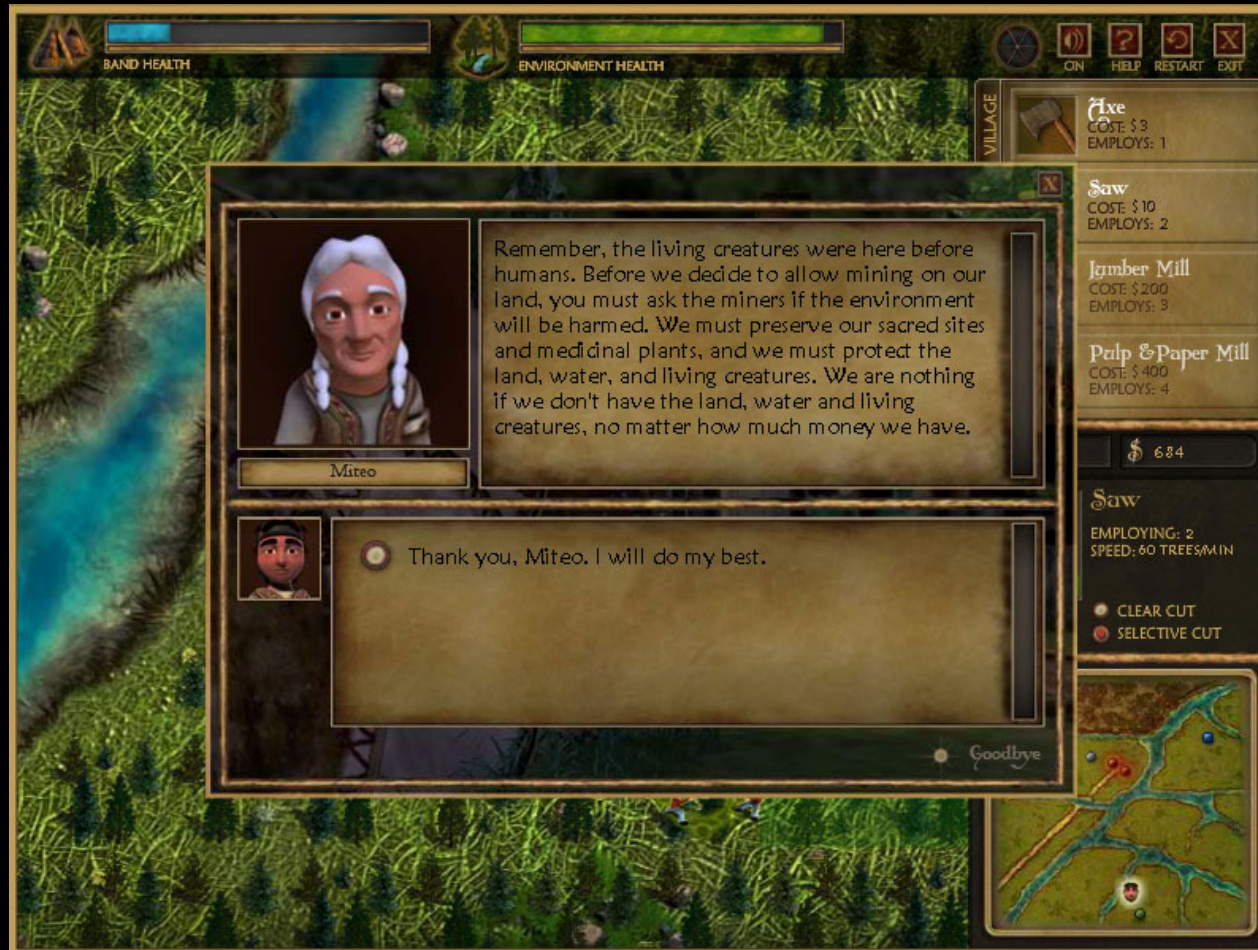 BAND HEALTH
ENVIRONMENT HEALTH
ON
HELP
RESTART
EXIT
VILLAGE
Axe
COST: $3
EMPLOYS: 1
Saw
COST: $10
EMPLOYS: 2
Lumber Mill
COST: $200
EMPLOYS: 3
Pulp & Paper Mill
COST: $400
EMPLOYS: 4
$ 684
Saw
EMPLOYING: 2
SPEED: 60 TREES/MIN
CLEAR CUT
SELECTIVE CUT
X
Remember, the living creatures were here before
humans. Before we decide to allow mining on our
land, you must ask the miners if the environment
will be harmed. We must preserve our sacred sites
and medicinal plants, and we must protect the
land, water, and living creatures. We are nothing
if we don't have the land, water and living
creatures, no matter how much money we have.
Miteo
Thank you, Miteo. I will do my best.
Goodbye